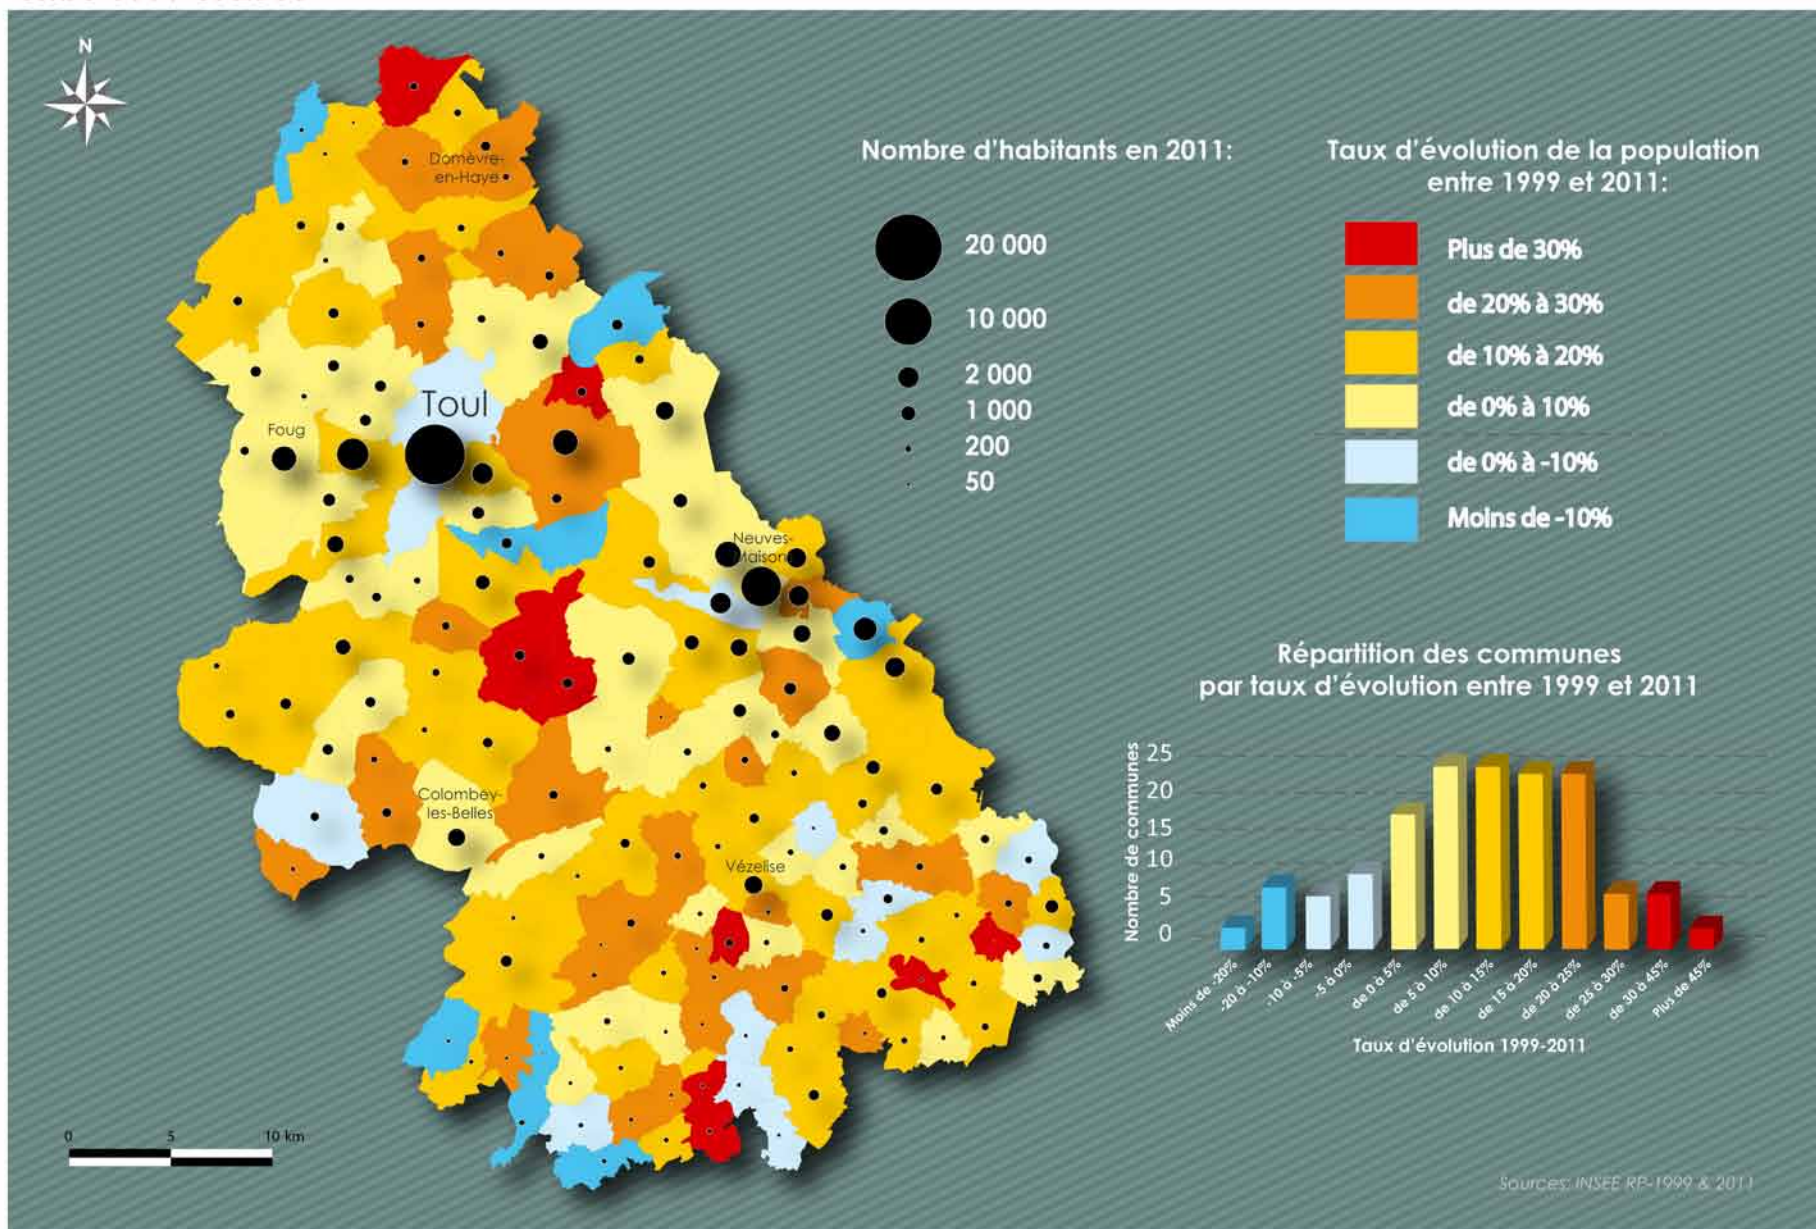 N
Domèvre-
en-Haye
Toul
Foug
Neuves-
Maisons
Colombey-
les-Belles
Vézelise
0 5 10 km
Nombre d'habitants en 2011:
20 000
10 000
2 000
1 000
200
50
Taux d'évolution de la population
entre 1999 et 2011:
Plus de 30%
de 20% à 30%
de 10% à 20%
de 0% à 10%
de 0% à -10%
Moins de -10%
Répartition des communes
par taux d'évolution entre 1999 et 2011
Nombre de communes
25
20
15
10
5
0
Moins de -20%
-20 à -10%
-10 à -5%
-5 à 0%
de 0 à 5%
de 5 à 10%
de 10 à 15%
de 15 à 20%
de 20 à 25%
de 25 à 30%
de 30 à 45%
Plus de 45%
Taux d'évolution 1999-2011
Sources: INSEE RP-1999 & 2011